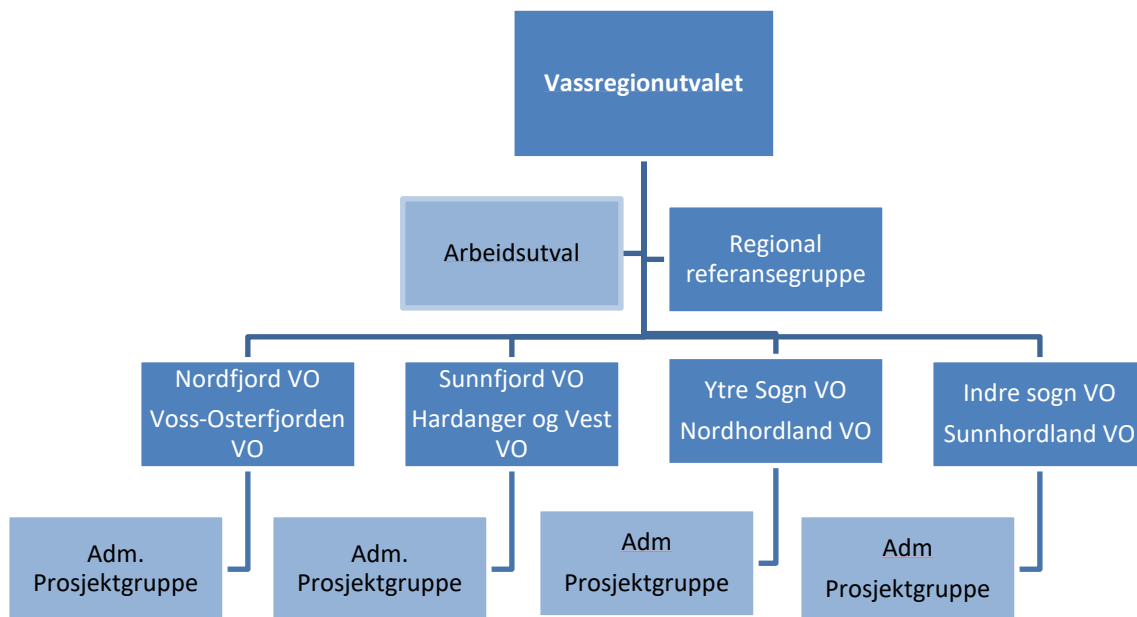 Vassregionutvalet
Arbeidsutval
Regional
referansegruppe
Nordfjord VO
Voss-Osterfjorden
VO
Sunnfjord VO
Hardanger og Vest
VO
Ytre Sogn VO
Nordhordland VO
Indre sogn VO
Sunnhordland VO
Adm.
Prosjektgruppe
Adm.
Prosjektgruppe
Adm
Prosjektgruppe
Adm
Prosjektgruppe